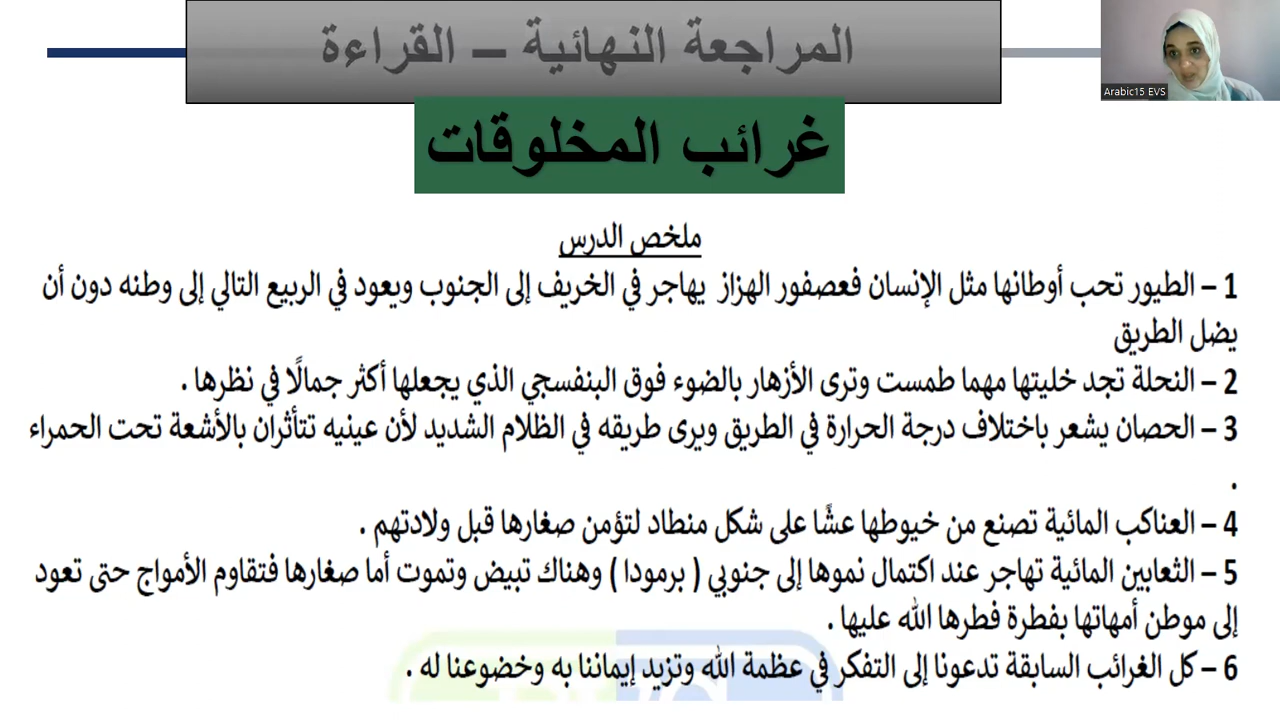 المراجعة النهائية – القراءة
Arabic15 EVS
غرائب المخلوقات
ملخص الدرس
1 – الطيور تحب أوطانها مثل الإنسان فعصفور الهزاز يهاجر في الخريف إلى الجنوب ويعود في الربيع التالي إلى وطنه دون أن
يضل الطريق
2 – النحلة تجد خليتها مهما طمست وترى الأزهار بالضوء فوق البنفسجي الذي يجعلها أكثر جمالًا في نظرها .
3 – الحصان يشعر باختلاف درجة الحرارة في الطريق ويرى طريقه في الظلام الشديد لأن عينيه تتأثران بالأشعة تحت الحمراء
.
4 – العناكب المائية تصنع من خيوطها عشًا على شكل منطاد لتؤمن صغارها قبل ولادتهم .
5 – الثعابين المائية تهاجر عند اكتمال نموها إلى جنوبي ( برمودا ) وهناك تبيض وتموت أما صغارها فتقاوم الأمواج حتى تعود
إلى موطن أمهاتها بفطرة فطرها الله عليها .
6 – كل الغرائب السابقة تدعونا إلى التفكر في عظمة الله وتزيد إيماننا به وخضوعنا له .